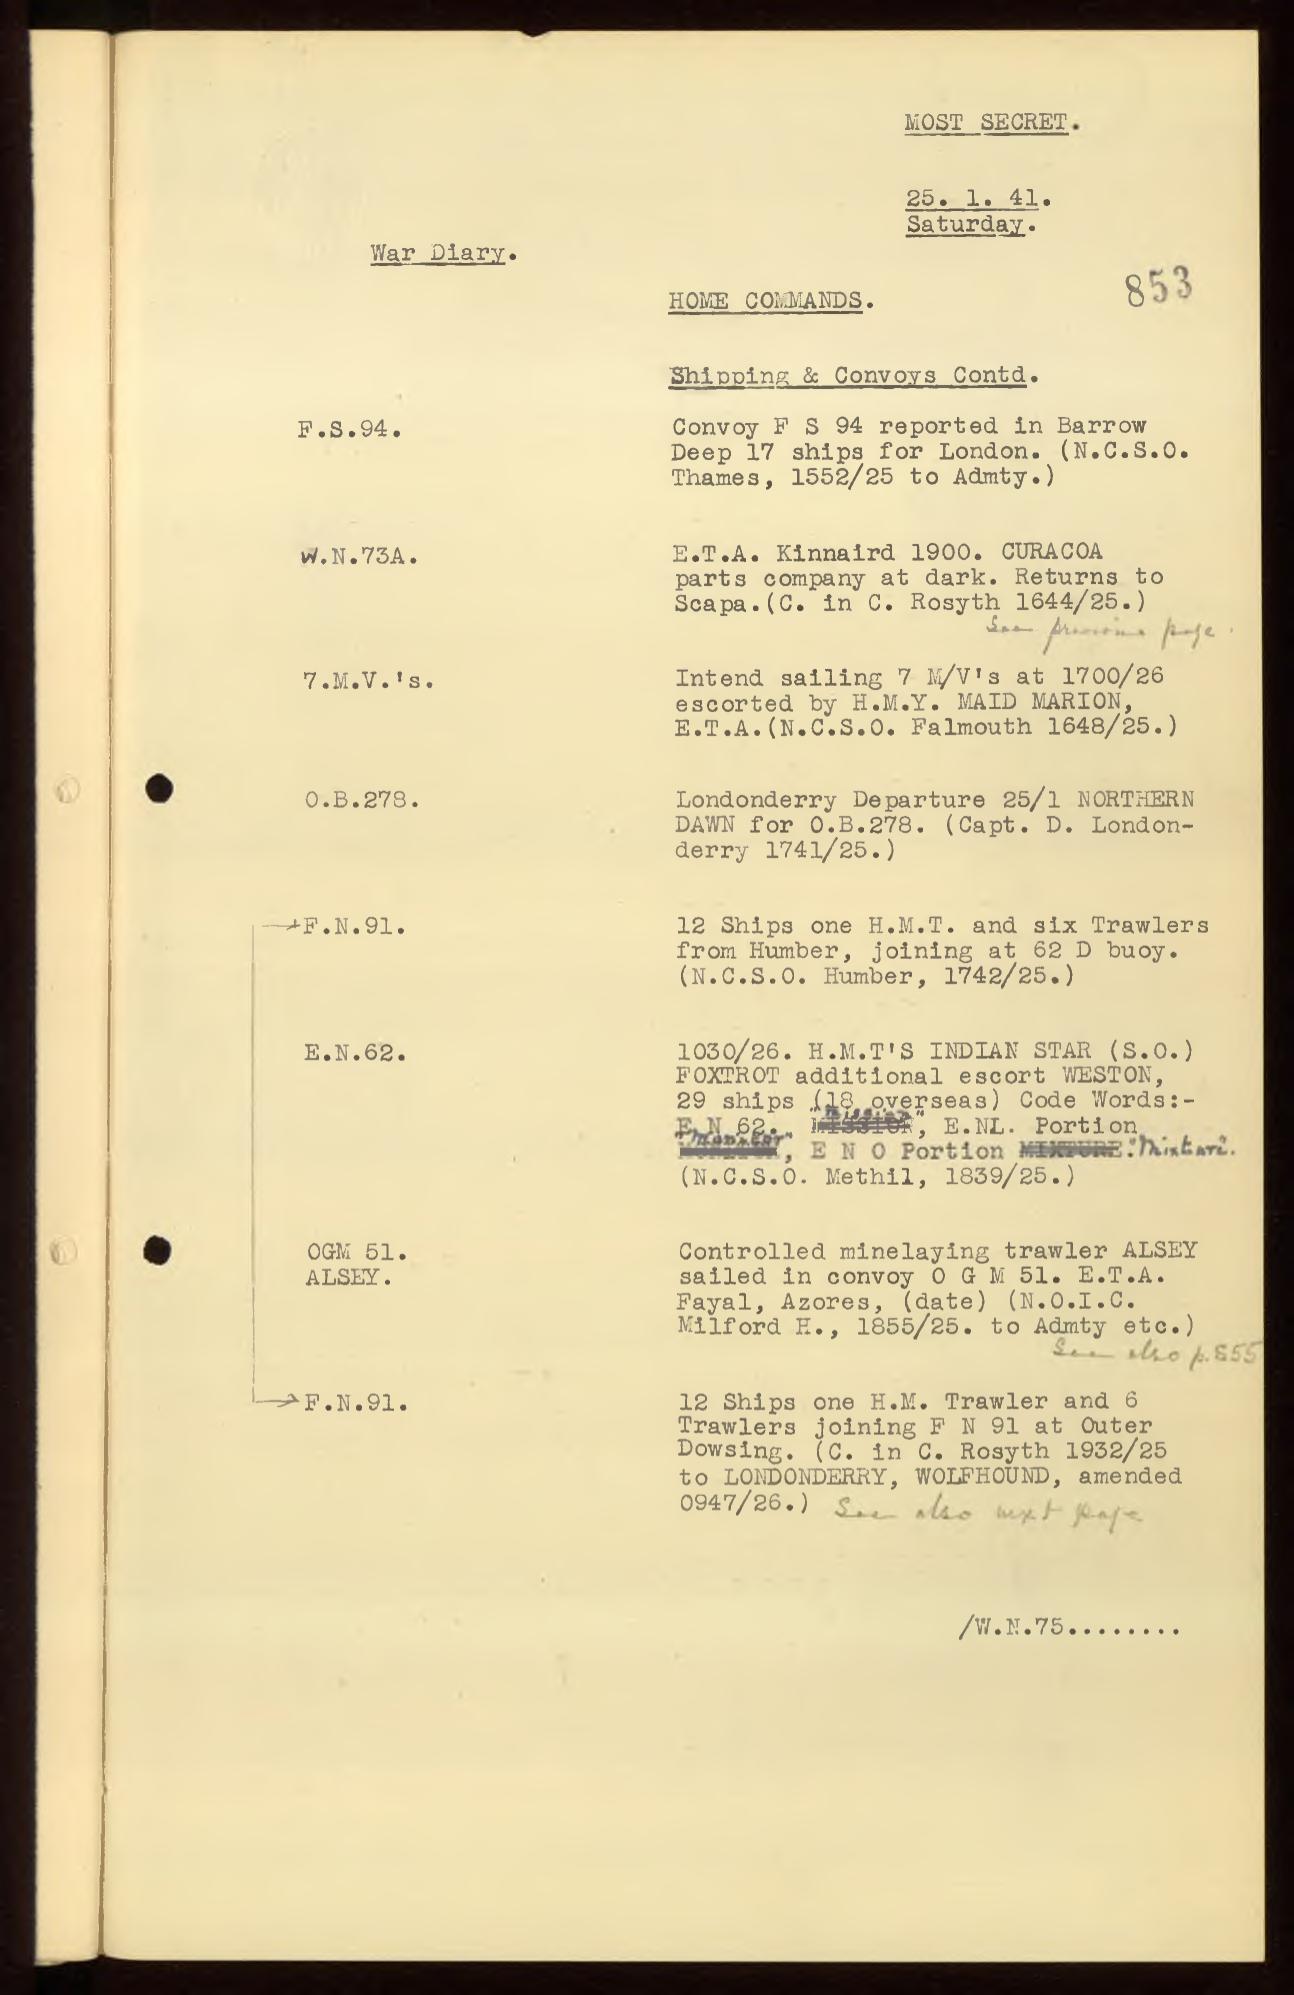 MOST SECRET.
25. 1. 41.
Saturday.
War Diary.
853
HOME COMMANDS.
Shipping & Convoys Contd.
F.S.94.
Convoy F S 94 reported in Barrow
Deep 17 ships for London. (N.C.S.O.
Thames, 1552/25 to Admty.)
W.N.73A.
E.T.A. Kinnaird 1900. CURACOA
parts company at dark. Returns to
Scapa.(C. in C. Rosyth 1644/25.)
See previous page.
7.M.V.'s.
Intend sailing 7 M/V's at 1700/26
escorted by H.M.Y. MAID MARION,
E.T.A.(N.C.S.O. Falmouth 1648/25.)
O.B.278.
Londonderry Departure 25/1 NORTHERN
DAWN for O.B.278. (Capt. D. London-
derry 1741/25.)
F.N.91.
12 Ships one H.M.T. and six Trawlers
from Humber, joining at 62 D buoy.
(N.C.S.O. Humber, 1742/25.)
E.N.62.
1030/26. H.M.T'S INDIAN STAR (S.O.)
FOXTROT additional escort WESTON,
29 ships (18 overseas) Code Words:-
"Mission"
E N 62., MISSION, E.NL. Portion
, E N O Portion MIXTURE. "Mixture".
(N.C.S.O. Methil, 1839/25.)
OGM 51.
ALSEY.
Controlled minelaying trawler ALSEY
sailed in convoy O G M 51. E.T.A.
Fayal, Azores, (date) (N.O.I.C.
Milford H., 1855/25. to Admty etc.)
See also p.855
F.N.91.
12 Ships one H.M. Trawler and 6
Trawlers joining F N 91 at Outer
Dowsing. (C. in C. Rosyth 1932/25
to LONDONDERRY, WOLFHOUND, amended
0947/26.) See also next page
/W.N.75........